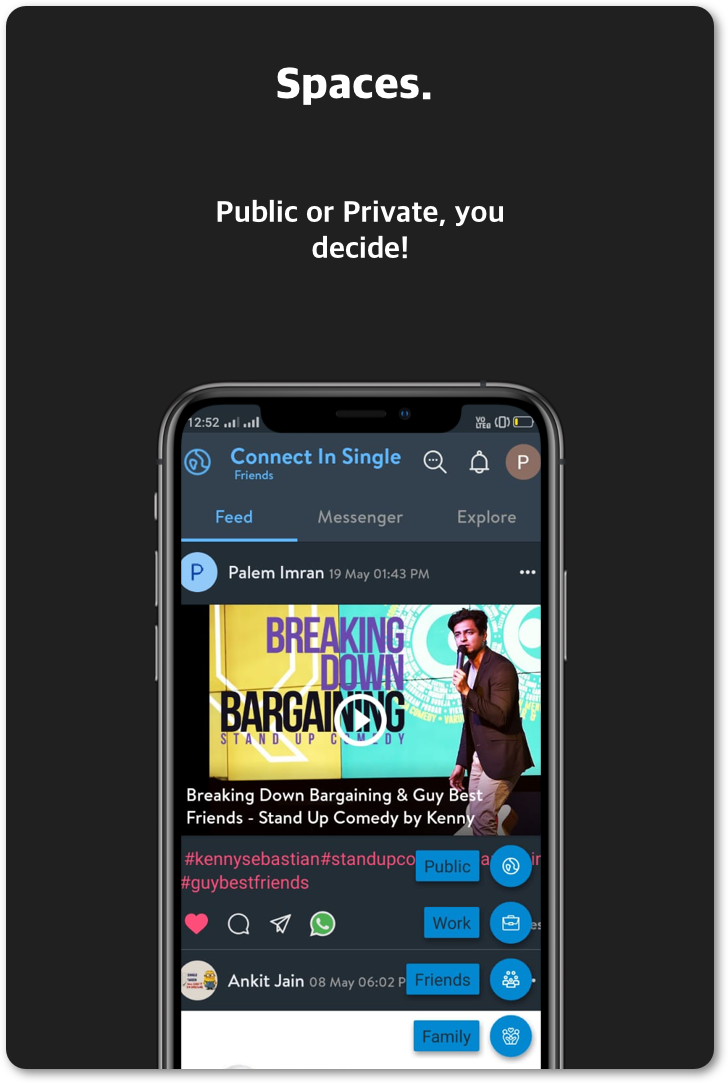 Spaces.
Public or Private, you
decide!
12:52
VO
LTE
Connect In Single
Friends
P
Feed
Messenger
Explore
P
Palem Imran 19 May 01:43 PM
BREAKING
DOWN
BARGAINING
STAND UP COMEDY
Breaking Down Bargaining & Guy Best
Friends - Stand Up Comedy by Kenny
#kennysebastian#standupco
#guybestfriends
Public
Work
Ankit Jain 08 May 06:02 P
Friends
Family